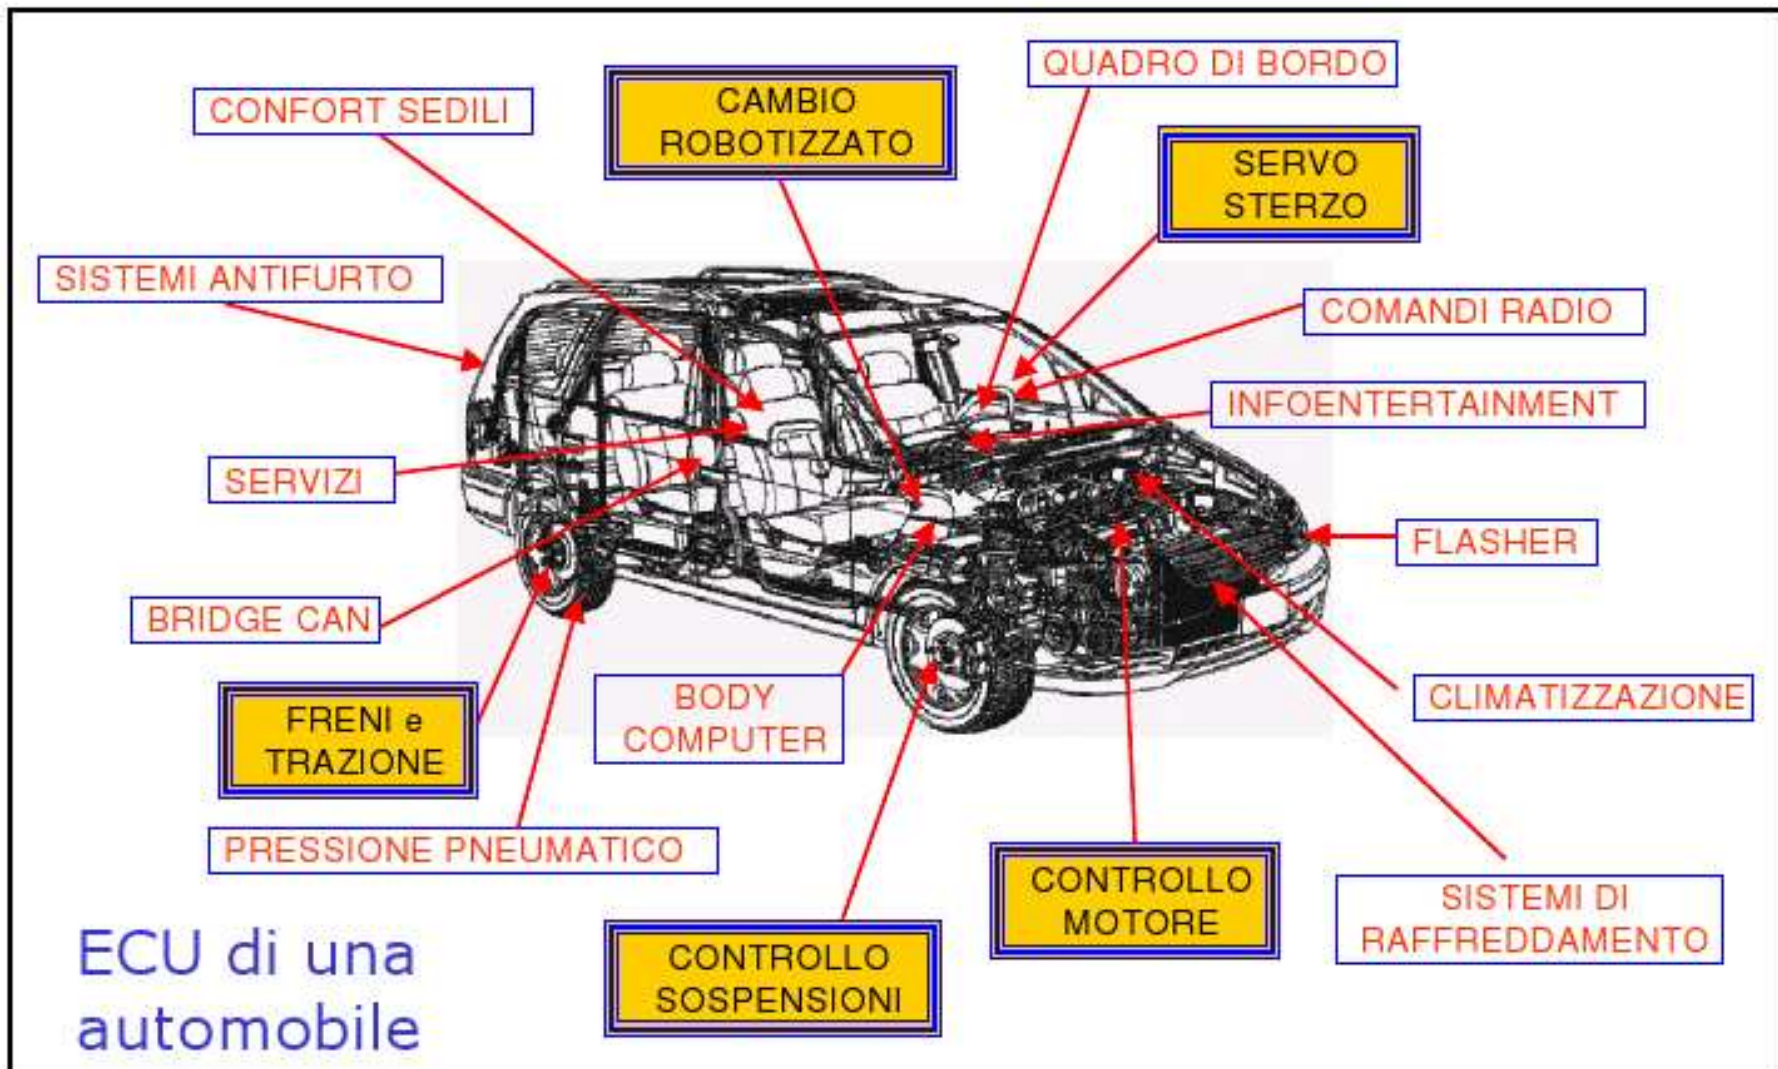 QUADRO DI BORDO
CONFORT SEDILI
CAMBIO
ROBOTIZZATO
SERVO
STERZO
SISTEMI ANTIFURTO
COMANDI RADIO
INFOENTERTAINMENT
SERVIZI
FLASHER
BRIDGE CAN
FRENI e
TRAZIONE
BODY
COMPUTER
CLIMATIZZAZIONE
PRESSIONE PNEUMATICO
CONTROLLO
MOTORE
SISTEMI DI
RAFFREDDAMENTO
CONTROLLO
SOSPENSIONI
ECU di una
automobile